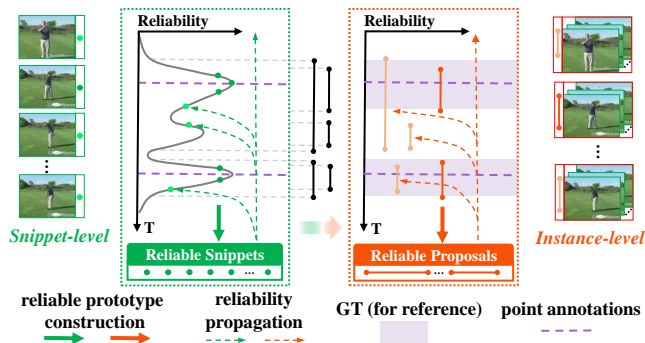 Reliability
Reliability
T
T
Snippet-level
Instance-level
Reliable Snippets
Reliable Proposals
...
...
reliable prototype
construction
reliability
propagation
GT (for reference)
point annotations